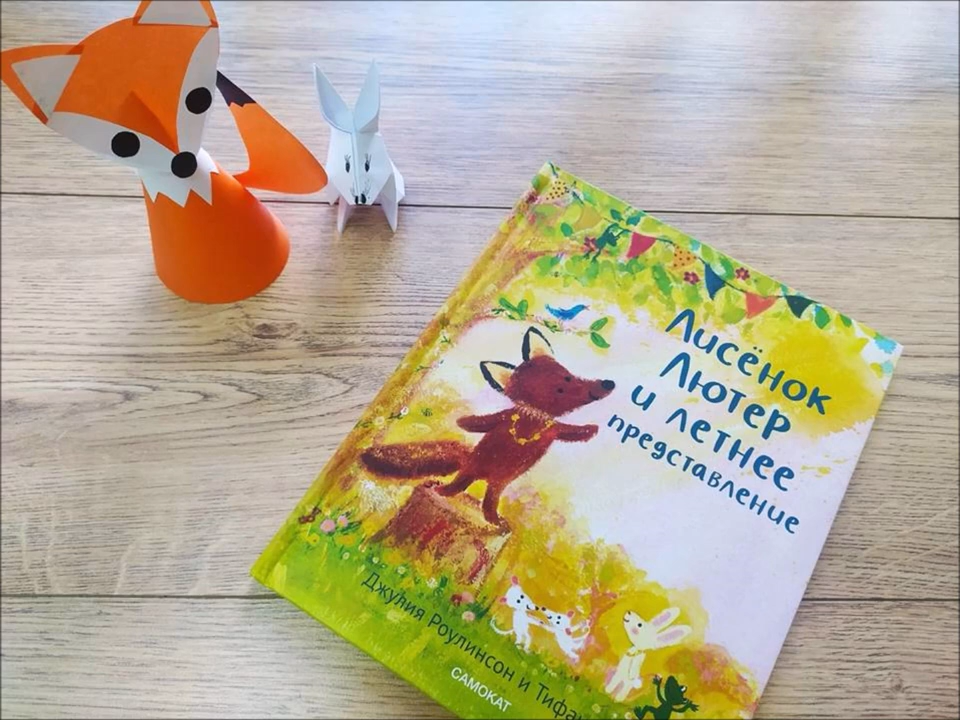 Лисёнок
Лютер
и летнее
представление
Джулия Роулинсон и
САМОКАТ